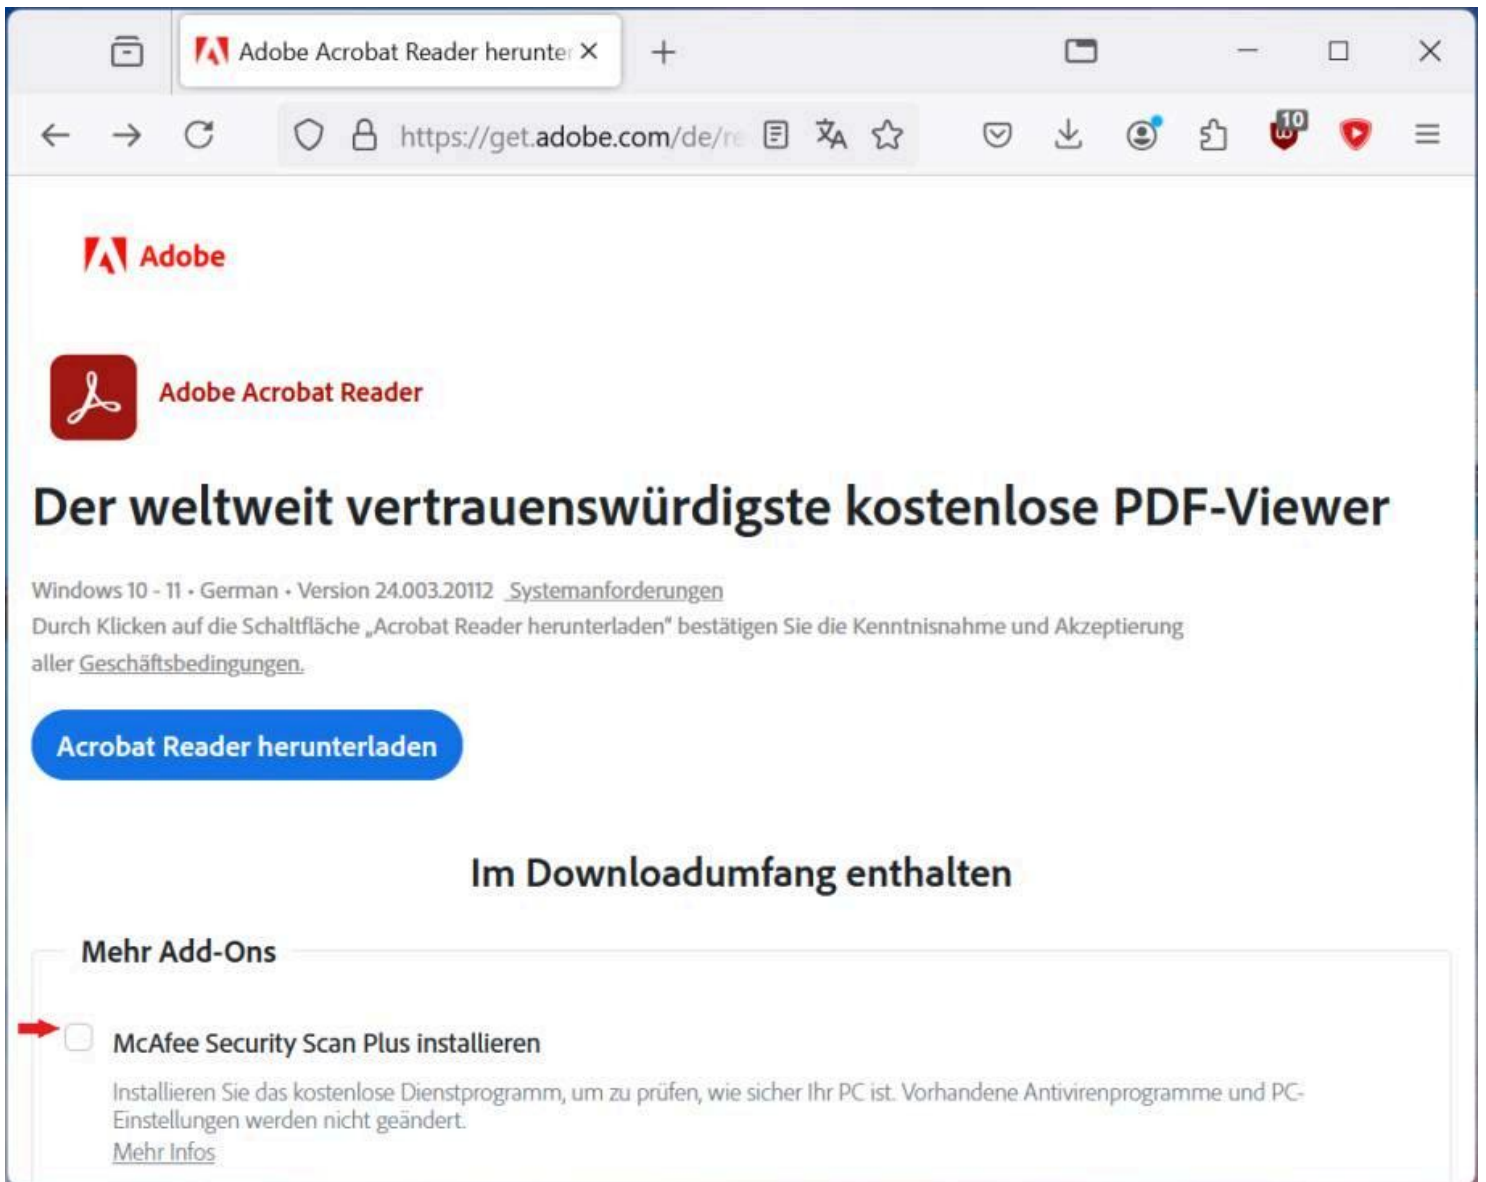 Adobe Acrobat Reader herunter
https://get.adobe.com/de/re
10
Adobe
Adobe Acrobat Reader
Der weltweit vertrauenswürdigste kostenlose PDF-Viewer
Windows 10 - 11 • German • Version 24.003.20112 Systemanforderungen
Durch Klicken auf die Schaltfläche „Acrobat Reader herunterladen“ bestätigen Sie die Kenntnisnahme und Akzeptierung
aller Geschäftsbedingungen.
Acrobat Reader herunterladen
Im Downloadumfang enthalten
Mehr Add-Ons
McAfee Security Scan Plus installieren
Installieren Sie das kostenlose Dienstprogramm, um zu prüfen, wie sicher Ihr PC ist. Vorhandene Antivirenprogramme und PC-
Einstellungen werden nicht geändert.
Mehr Infos